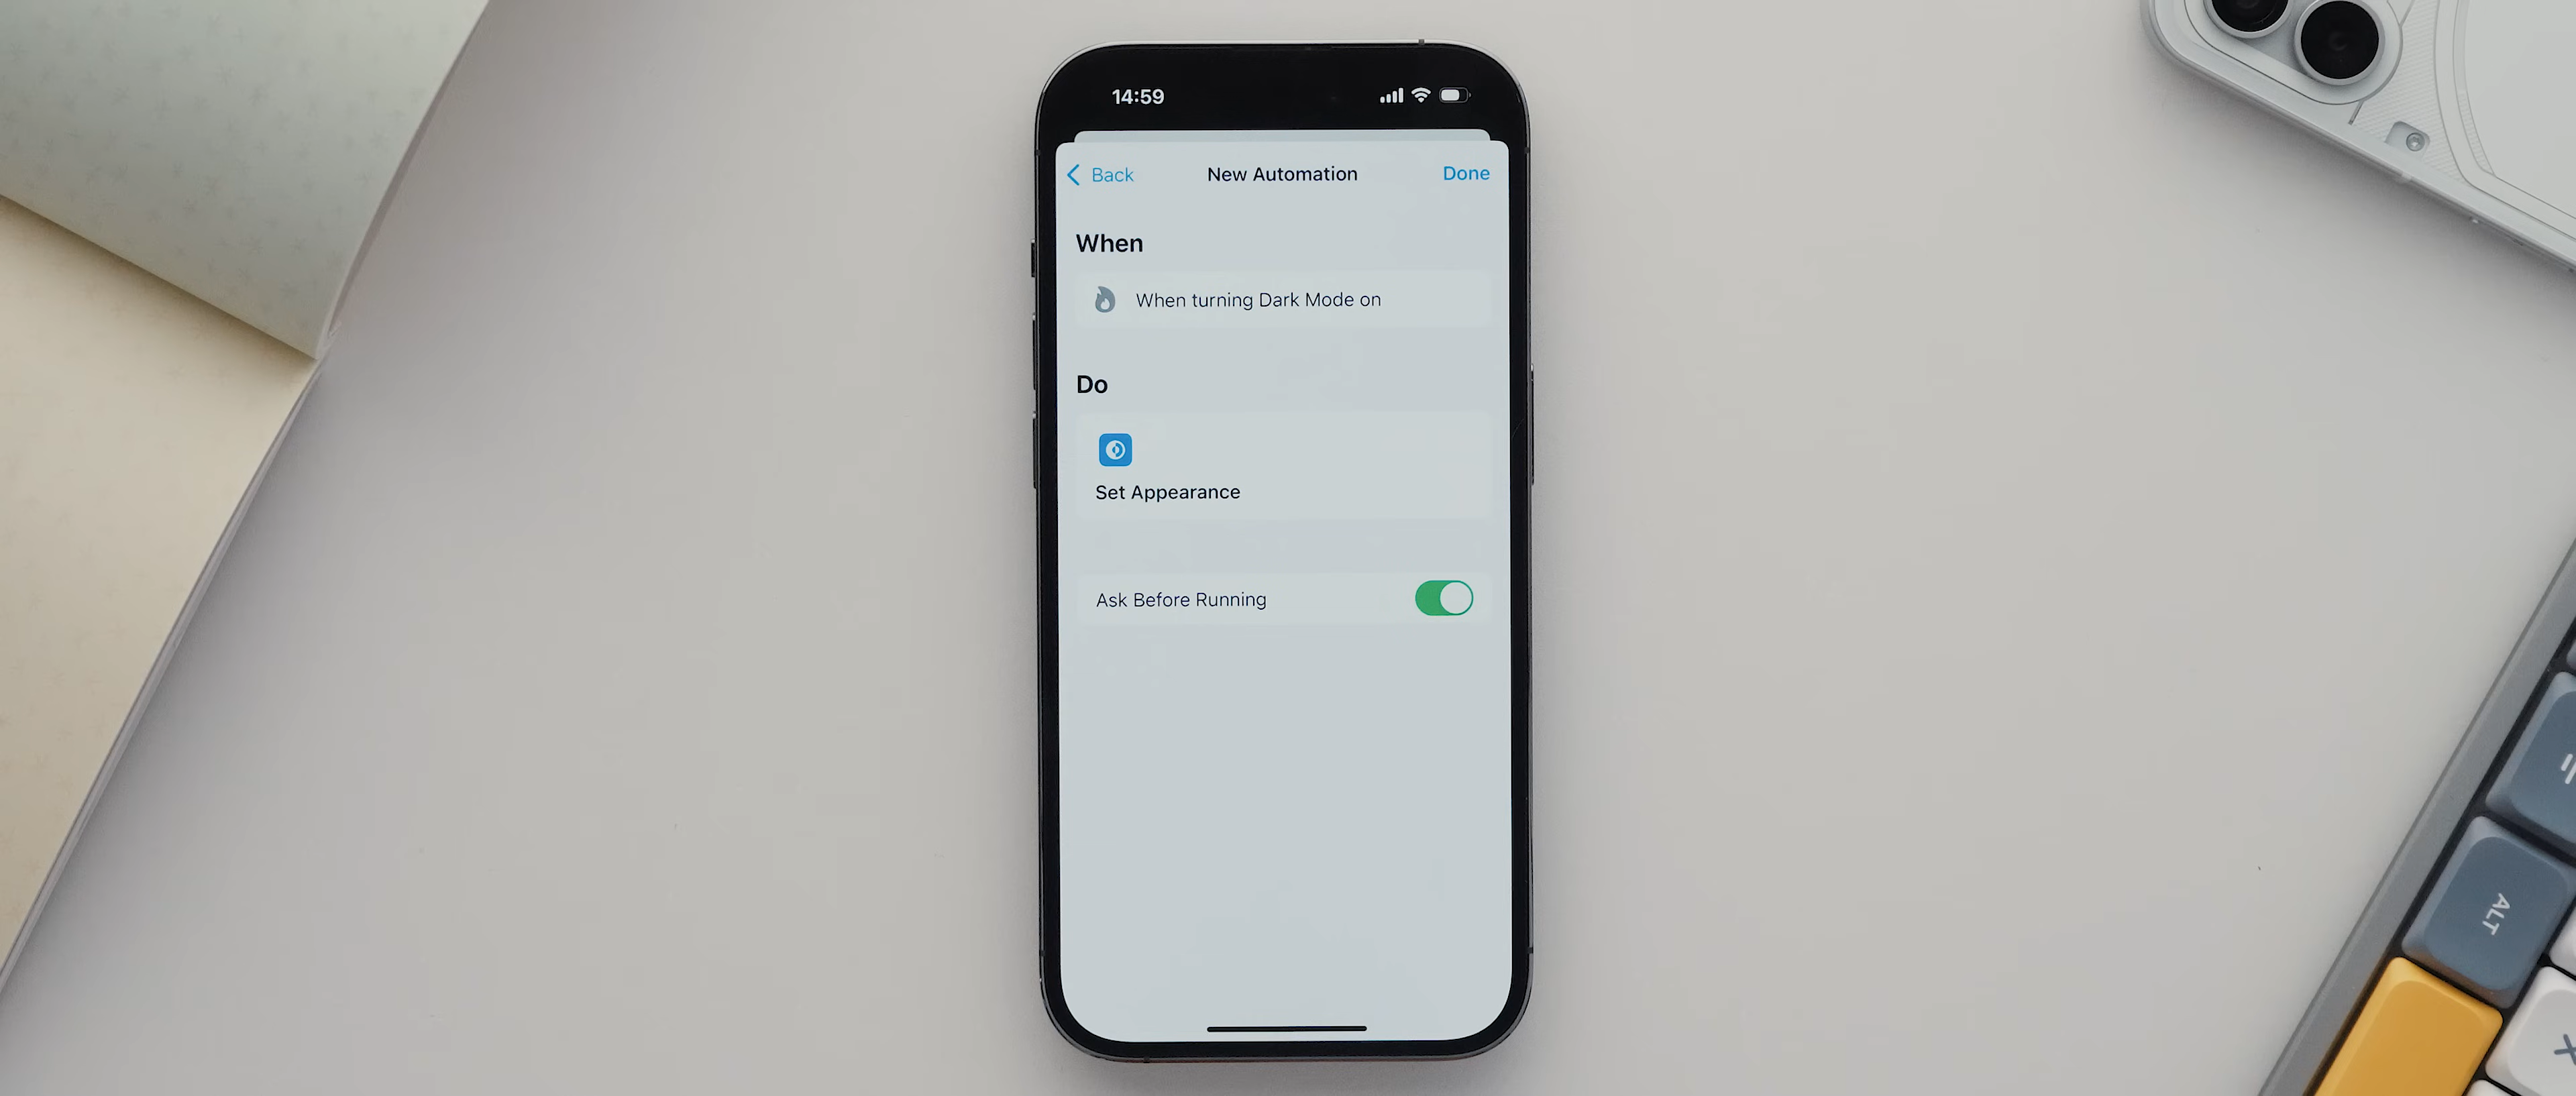 14:59
Back New Automation Done
When
When turning Dark Mode on
Do
Set Appearance
Ask Before Running
ALT